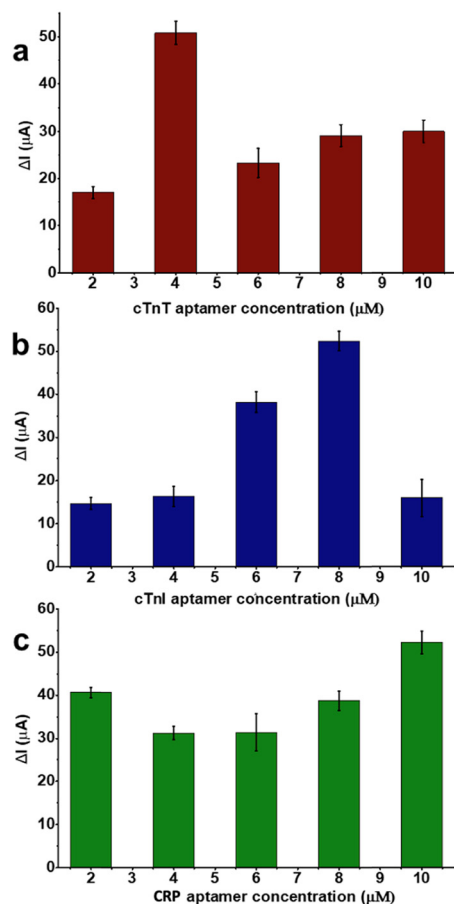 a
50
40
30
20
10
0
ΔI (μA)
2 3 4 5 6 7 8 9 10
cTnT aptamer concentration (μM)
b
60
50
40
30
20
10
0
ΔI (μA)
2 3 4 5 6 7 8 9 10
cTnI aptamer concentration (μM)
c
60
50
40
30
20
10
0
ΔI (μA)
2 3 4 5 6 7 8 9 10
CRP aptamer concentration (μM)